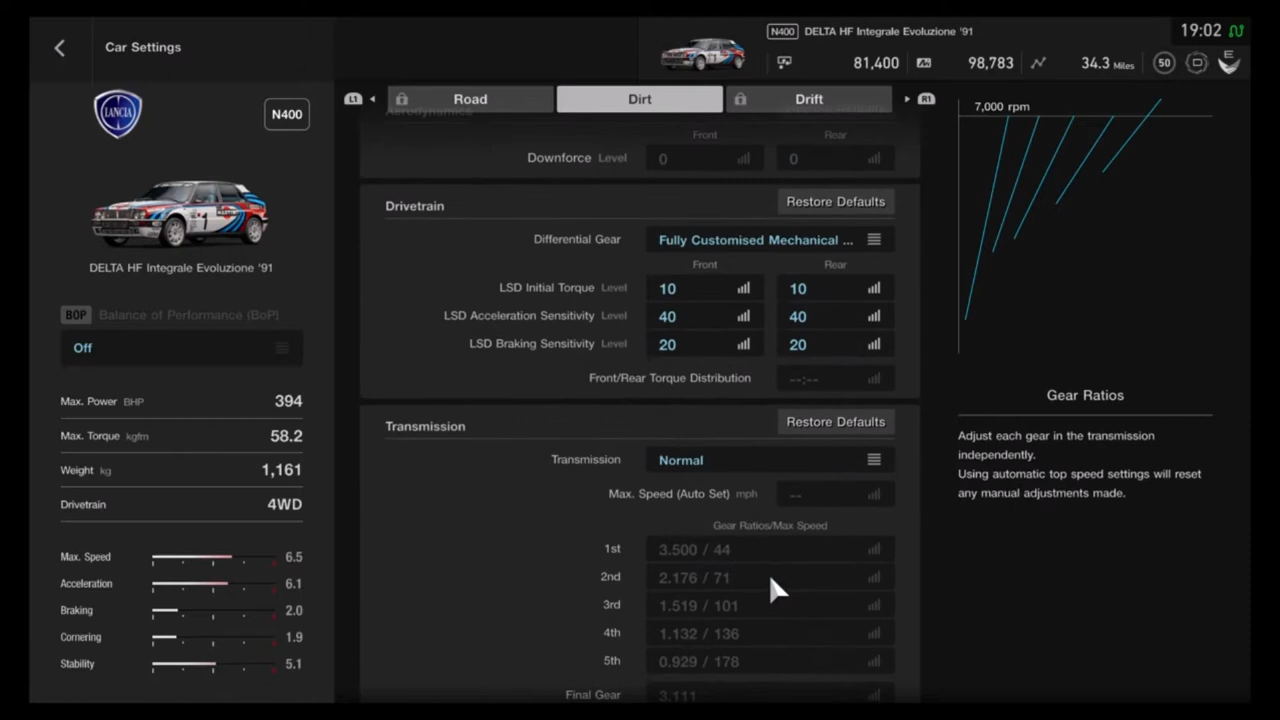 Car Settings
N400 DELTA HF Integrale Evoluzione '91
19:02
81,400 98,783 34.3 Miles 50 D E
LANCIA
N400
L1 Road Dirt Drift R1
Aerodynamics
Front Rear
Downforce Level 0 0
Drivetrain Restore Defaults
Differential Gear Fully Customised Mechanical ...
Front Rear
LSD Initial Torque Level 10 10
LSD Acceleration Sensitivity Level 40 40
LSD Braking Sensitivity Level 20 20
Front/Rear Torque Distribution --:--
Transmission Restore Defaults
Transmission Normal
Max. Speed (Auto Set) mph --
Gear Ratios/Max Speed
1st 3.500 / 44
2nd 2.176 / 71
3rd 1.519 / 101
4th 1.132 / 136
5th 0.929 / 178
Final Gear 3.111
DELTA HF Integrale Evoluzione '91
BOP Balance of Performance (BoP)
Off
Max. Power BHP 394
Max. Torque kgfm 58.2
Weight kg 1,161
Drivetrain 4WD
Max. Speed 6.5
Acceleration 6.1
Braking 2.0
Cornering 1.9
Stability 5.1
7,000 rpm
Gear Ratios
Adjust each gear in the transmission
independently.
Using automatic top speed settings will reset
any manual adjustments made.